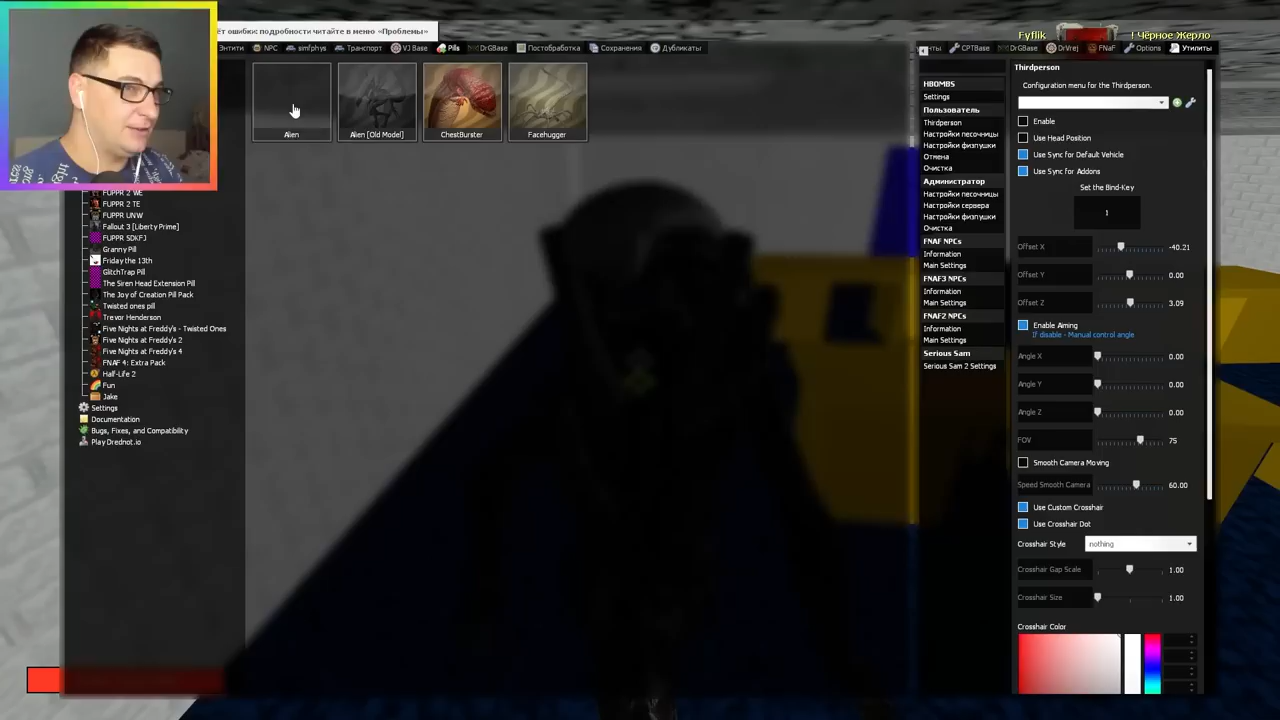 ёт ошибки: подробности читайте в меню «Проблемы»
Fyflik
! Чёрное Жерло
Энтити
NPC
simfphys
Транспорт
VJ Base
Pills
DrGBase
Постобработка
Сохранения
Дубликаты
нты
CPTBase
DrGBase
DrVrej
FNaF
Options
Утилиты
Alien
Alien [Old Model]
ChestBurster
Facehugger
FUPPR 2 WE
FUPPR 2 TE
FUPPR UNW
Fallout 3 [Liberty Prime]
FUPPR SDKFJ
Granny Pill
Friday the 13th
GlitchTrap Pill
The Siren Head Extension Pill
The Joy of Creation Pill Pack
Twisted ones pill
Trevor Henderson
Five Nights at Freddy's - Twisted Ones
Five Nights at Freddy's 2
Five Nights at Freddy's 4
FNAF 4: Extra Pack
Half-Life 2
Fun
Jake
Settings
Documentation
Bugs, Fixes, and Compatibility
Play Drednot.io
HBOMBS
Settings
Пользователь
Thirdperson
Настройки песочницы
Настройки физпушки
Отмена
Очистка
Администратор
Настройки песочницы
Настройки сервера
Настройки физпушки
Очистка
FNAF NPCs
Information
Main Settings
FNAF3 NPCs
Information
Main Settings
FNAF2 NPCs
Information
Main Settings
Serious Sam
Serious Sam 2 Settings
Thirdperson
Configuration menu for the Thirdperson.
Enable
Use Head Position
Use Sync for Default Vehicle
Use Sync for Addons
Set the Bind-Key
1
Offset X -40.21
Offset Y 0.00
Offset Z 3.09
Enable Aiming
If disable - Manual control angle
Angle X 0.00
Angle Y 0.00
Angle Z 0.00
FOV 75
Smooth Camera Moving
Speed Smooth Camera 60.00
Use Custom Crosshair
Use Crosshair Dot
Crosshair Style nothing
Crosshair Gap Scale 1.00
Crosshair Size 1.00
Crosshair Color